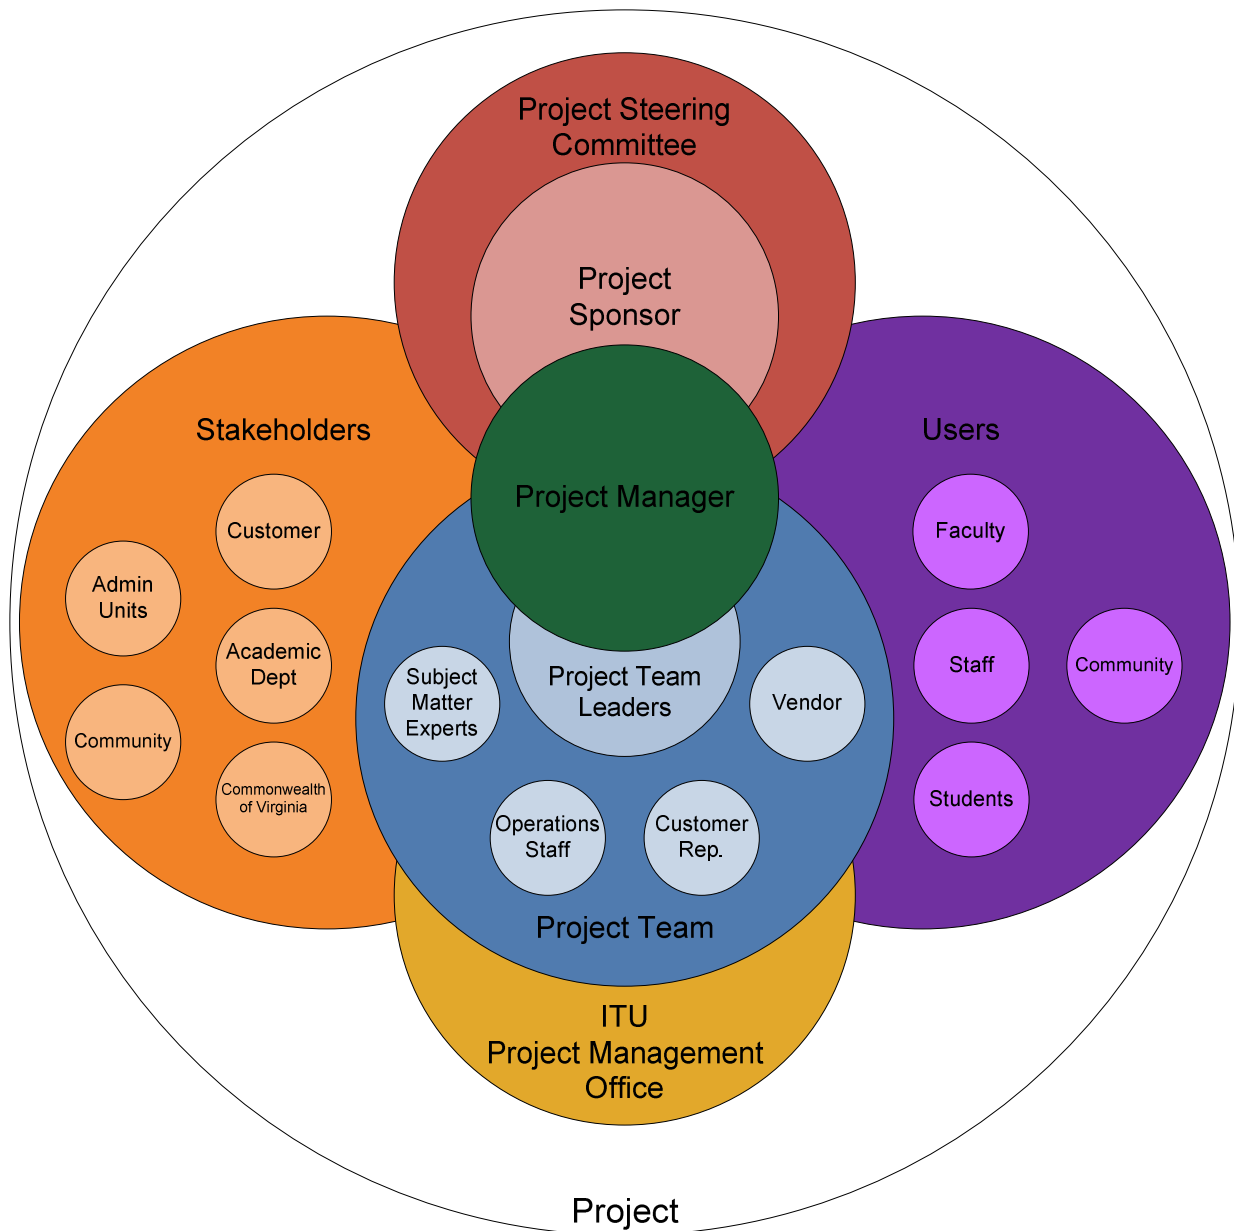 Project Steering
Committee
Project
Sponsor
Stakeholders
Users
Project Manager
Customer
Admin
Units
Academic
Dept
Community
Commonwealth
of Virginia
Faculty
Staff
Community
Students
Subject
Matter
Experts
Project Team
Leaders
Vendor
Operations
Staff
Customer
Rep.
Project Team
ITU
Project Management
Office
Project